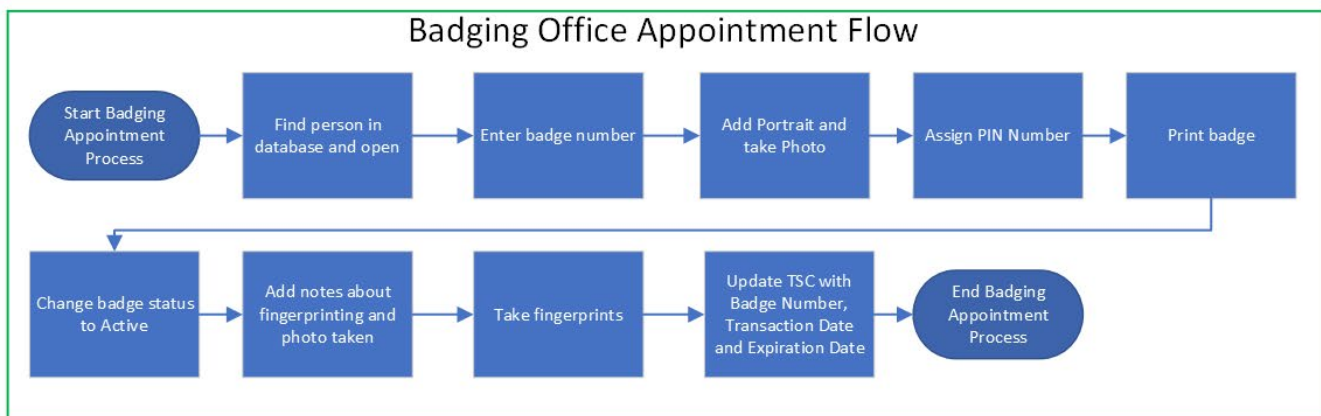 Badging Office Appointment Flow
Start Badging
Appointment
Process
Find person in
database and open
Enter badge number
Add Portrait and
take Photo
Assign PIN Number
Print badge
Change badge status
to Active
Add notes about
fingerprinting and
photo taken
Take fingerprints
Update TSC with
Badge Number,
Transaction Date
and Expiration Date
End Badging
Appointment
Process